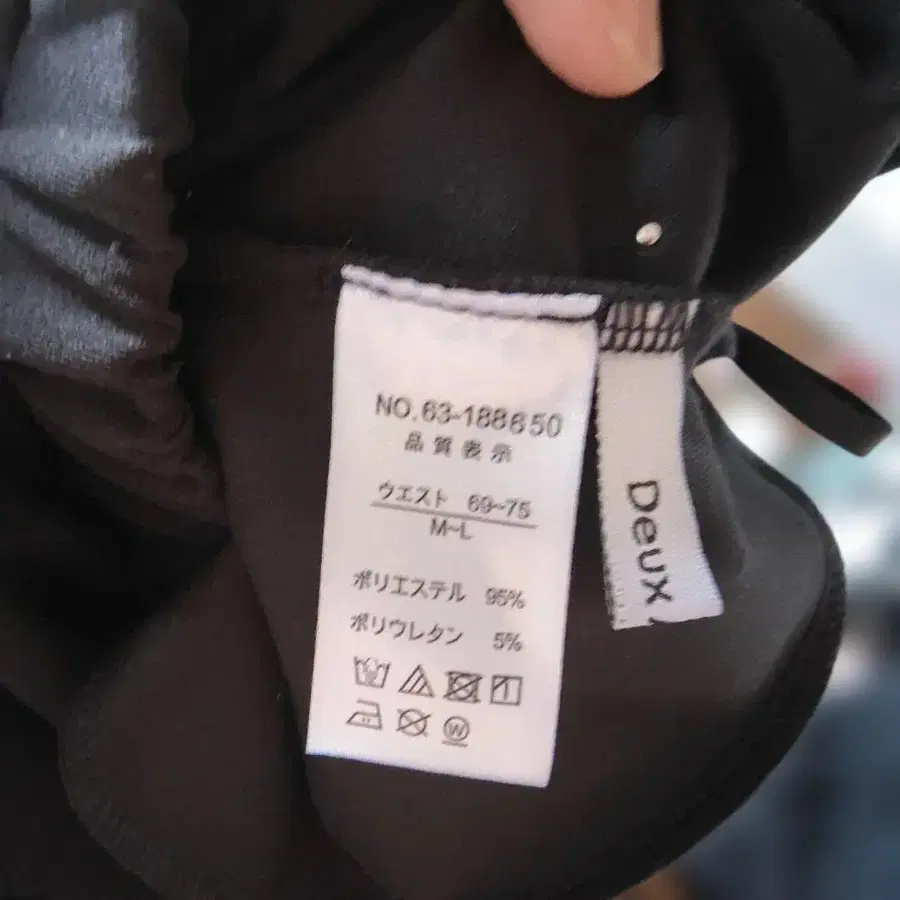 NO.63-188650
品質表示
ウエスト 69~75
M~L
ポリエステル 95%
ポリウレタン 5%
W
Deux